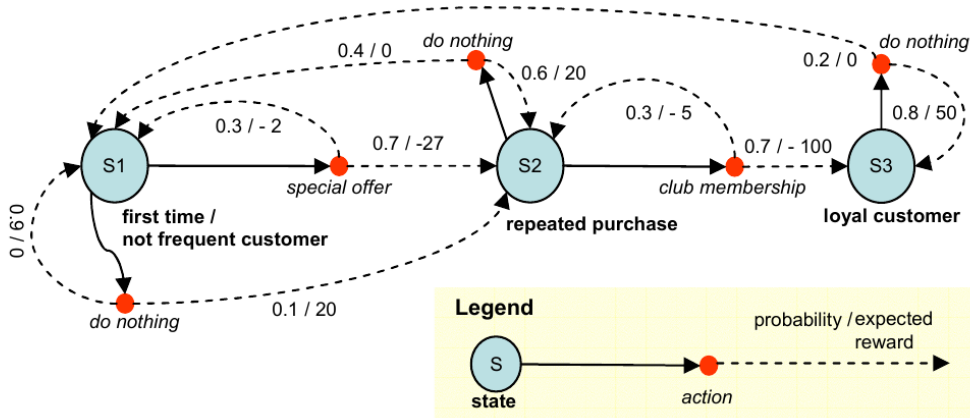 do nothing
0.4 / 0
0.6 / 20
do nothing
0.2 / 0
0.8 / 50
0.3 / - 2
0.7 / -27
0.3 / - 5
0.7 / - 100
S1
special offer
S2
club membership
S3
first time /
not frequent customer
repeated purchase
loyal customer
0.9 / 0
do nothing
0.1 / 20
Legend
probability / expected
reward
S
state
action